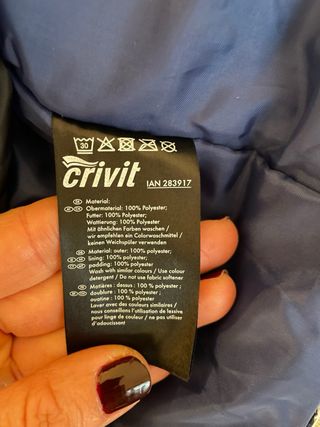 30
crivit
IAN 283917
Material:
Obermaterial: 100% Polyester;
Futter: 100% Polyester;
Wattierung: 100% Polyester
Mit ähnlichen Farben waschen /
wir empfehlen ein Colorwaschmittel /
keinen Weichspüler verwenden
Material: outer: 100% polyester;
lining: 100% polyester;
padding: 100% polyester
Wash with similar colours / Use colour
detergent / Do not use fabric softener
Matières : dessus : 100 % polyester ;
doublure : 100 % polyester ;
ouatine : 100 % polyester
Laver avec des couleurs similaires /
nous conseillons l'utilisation de lessive
pour linge de couleur / ne pas utiliser
d'adoucissant